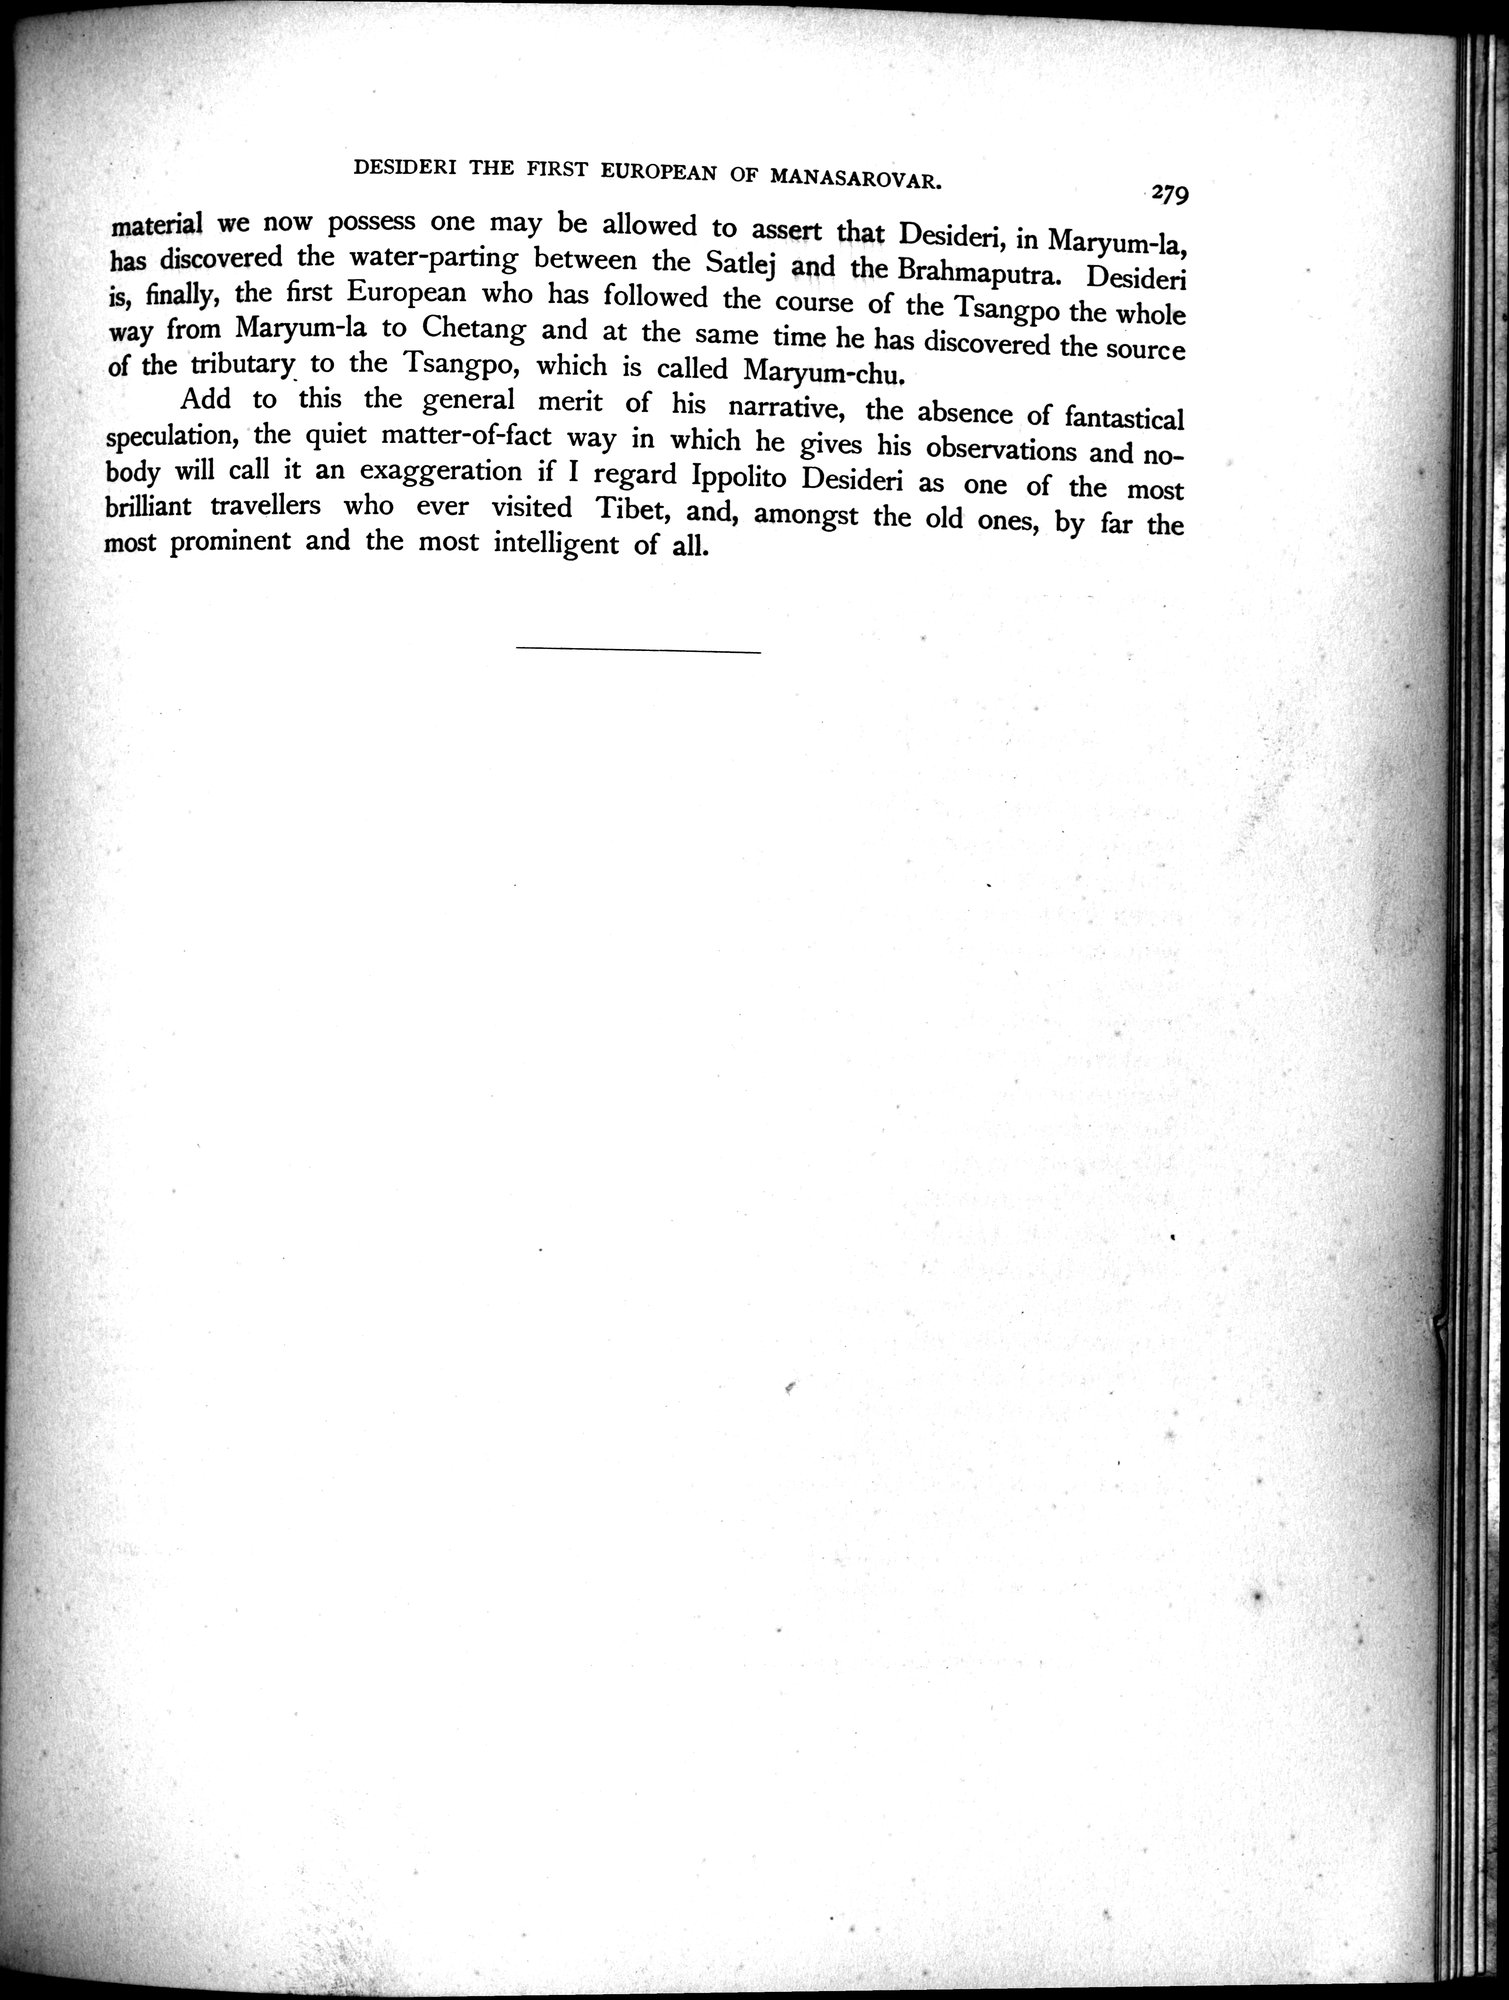 DESIDERI THE FIRST EUROPEAN OF MANASAROVAR.
279
material we now possess one may be allowed to assert that Desideri, in Maryum-la,
has discovered the water-parting between the Satlej and the Brahmaputra. Desideri
is, finally, the first European who has followed the course of the Tsangpo the whole
way from Maryum-la to Chetang and at the same time he has discovered the source
of the tributary to the Tsangpo, which is called Maryum-chu.
Add to this the general merit of his narrative, the absence of fantastical
speculation, the quiet matter-of-fact way in which he gives his observations and no-
body will call it an exaggeration if I regard Ippolito Desideri as one of the most
brilliant travellers who ever visited Tibet, and, amongst the old ones, by far the
most prominent and the most intelligent of all.